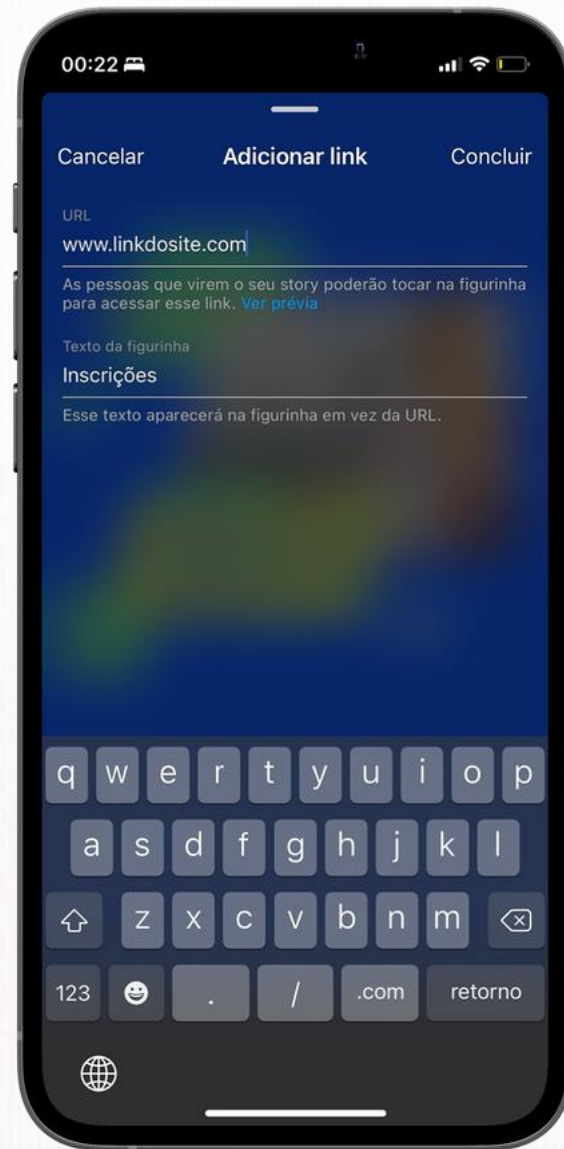 00:22
Cancelar Adicionar link Concluir
URL
www.linkdosite.com
As pessoas que virem o seu story poderão tocar na figurinha
para acessar esse link. Ver prévia
Texto da figurinha
Inscrições
Esse texto aparecerá na figurinha em vez da URL.
q w e r t y u i o p
a s d f g h j k l
z x c v b n m
123 . / .com retorno